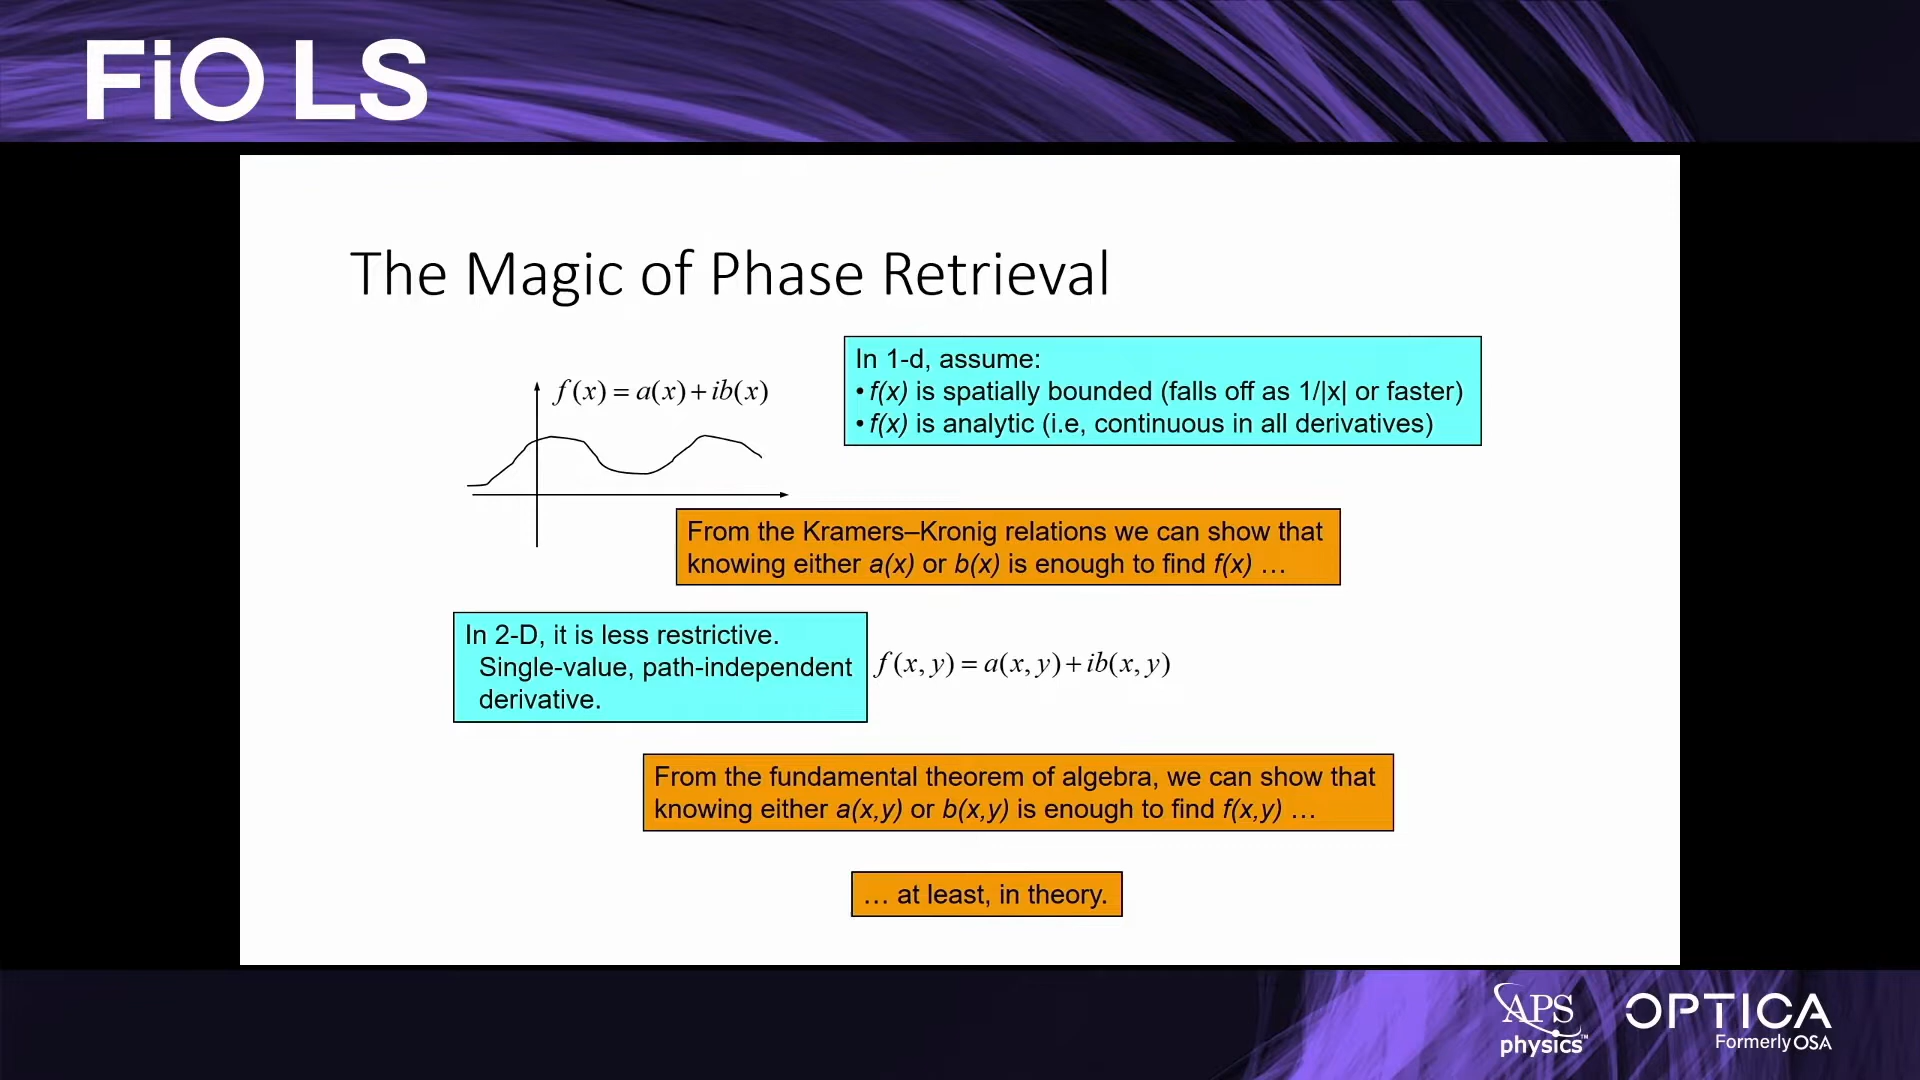 FiO LS
The Magic of Phase Retrieval
f(x) = a(x)+ib(x)
In 1-d, assume:
• f(x) is spatially bounded (falls off as 1/|x| or faster)
• f(x) is analytic (i.e, continuous in all derivatives)
From the Kramers–Kronig relations we can show that
knowing either a(x) or b(x) is enough to find f(x) …
In 2-D, it is less restrictive.
Single-value, path-independent
derivative.
f(x, y) = a(x, y)+ib(x, y)
From the fundamental theorem of algebra, we can show that
knowing either a(x,y) or b(x,y) is enough to find f(x,y) …
… at least, in theory.
APS
physics™
OPTICA
Formerly OSA